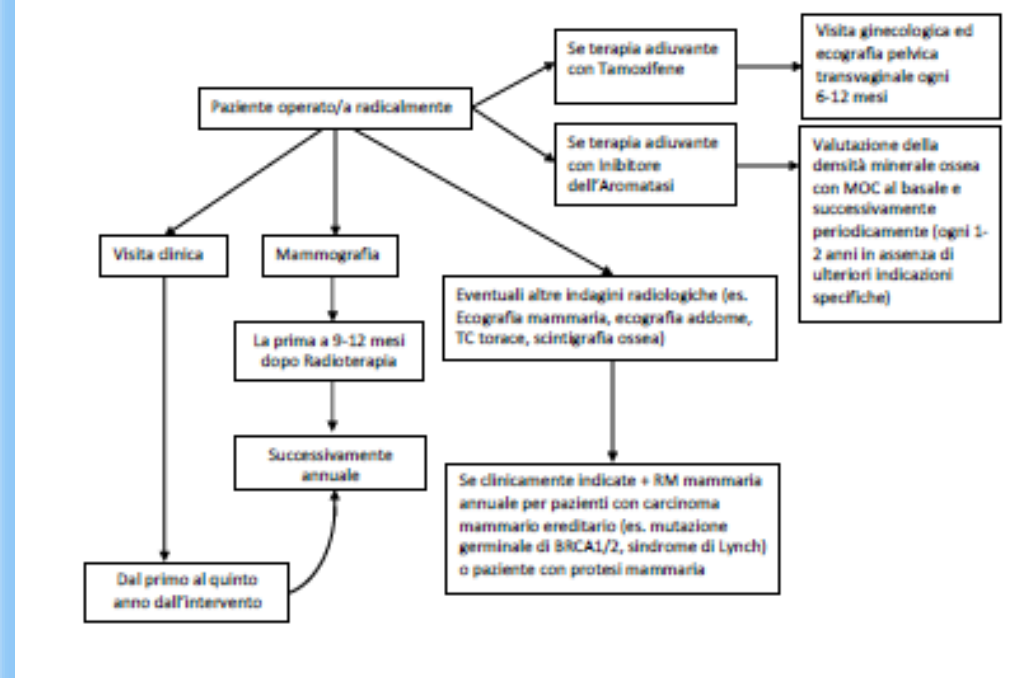 Paziente operato/a radicalmente
Se terapia adiuvante
con Tamoxifene
Visita ginecologica ed
ecografia pelvica
transvaginale ogni
6-12 mesi
Se terapia adiuvante
con Inibitore
dell'Aromatasi
Valutazione della
densità minerale ossea
con MOC al basale e
successivamente
periodicamente (ogni 1-
2 anni in assenza di
ulteriori indicazioni
specifiche)
Visita clinica
Mammografia
La prima a 9-12 mesi
dopo Radioterapia
Successivamente
annuale
Dal primo al quinto
anno dall'intervento
Eventuali altre indagini radiologiche (es.
Ecografia mammaria, ecografia addome,
TC torace, scintigrafia ossea)
Se clinicamente indicate + RM mammaria
annuale per pazienti con carcinoma
mammario ereditario (es. mutazione
germinale di BRCA1/2, sindrome di Lynch)
o paziente con protesi mammaria